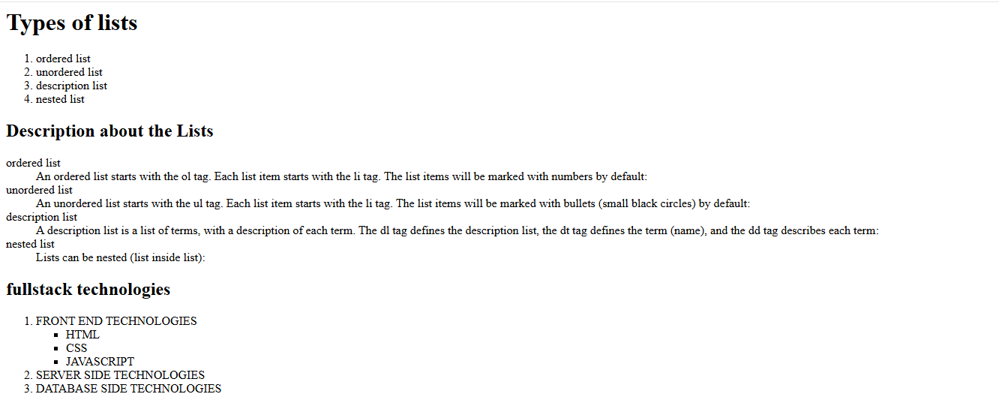 Types of lists
1. ordered list
2. unordered list
3. description list
4. nested list
Description about the Lists
ordered list
An ordered list starts with the ol tag. Each list item starts with the li tag. The list items will be marked with numbers by default:
unordered list
An unordered list starts with the ul tag. Each list item starts with the li tag. The list items will be marked with bullets (small black circles) by default:
description list
A description list is a list of terms, with a description of each term. The dl tag defines the description list, the dt tag defines the term (name), and the dd tag describes each term:
nested list
Lists can be nested (list inside list):
fullstack technologies
1. FRONT END TECHNOLOGIES
▪ HTML
▪ CSS
▪ JAVASCRIPT
2. SERVER SIDE TECHNOLOGIES
3. DATABASE SIDE TECHNOLOGIES